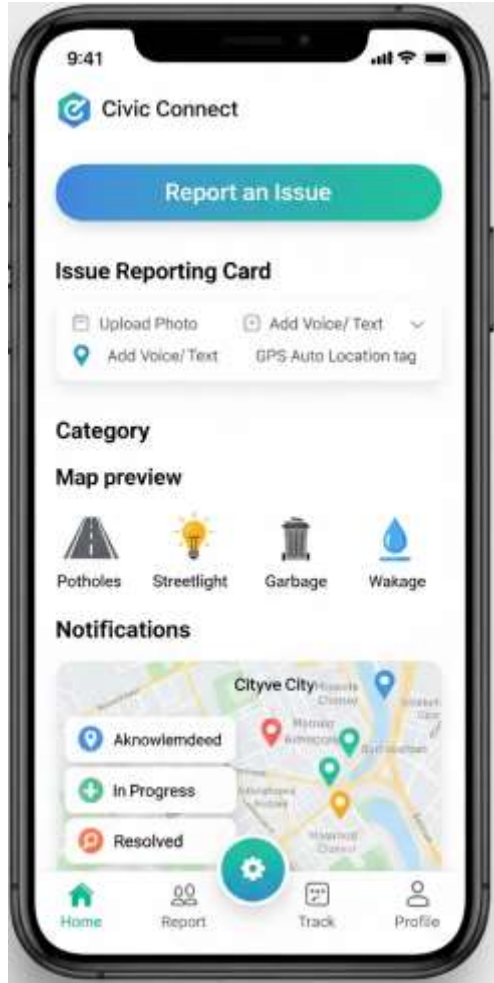 9:41
Civic Connect
Report an Issue
Issue Reporting Card
Upload Photo
Add Voice/Text
Add Voice/Text
GPS Auto Location tag
Category
Map preview
Potholes
Streetlight
Garbage
Wakage
Notifications
Cityve City
Aknowlemdeed
In Progress
Resolved
Home
Report
Track
Profile